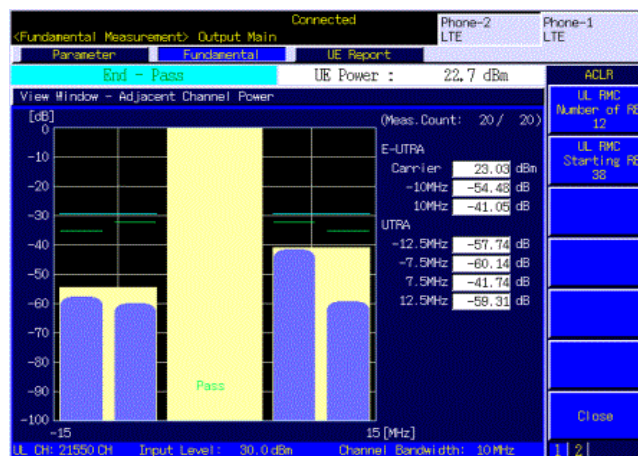 Connected
Phone-2
LTE
Phone-1
LTE
<Fundamental Measurement> Output Main
Parameter
Fundamental
UE Report
End - Pass
UE Power :
22.7 dBm
ACLR
View Window - Adjacent Channel Power
UL RMC
Number of RB
12
UL RMC
Starting RB
38
Close
1 2
[dB]
0
-10
-20
-30
-40
-50
-60
-70
-80
-90
-100
Pass
-15
15 [MHz]
(Meas.Count: 20 / 20)
E-UTRA
Carrier 23.03 dBm
-10MHz -54.48 dB
10MHz -41.05 dB
UTRA
-12.5MHz -57.74 dB
-7.5MHz -60.14 dB
7.5MHz -41.74 dB
12.5MHz -59.31 dB
UL CH: 21550 CH Input Level: 30.0 dBm Channel Bandwidth: 10 MHz